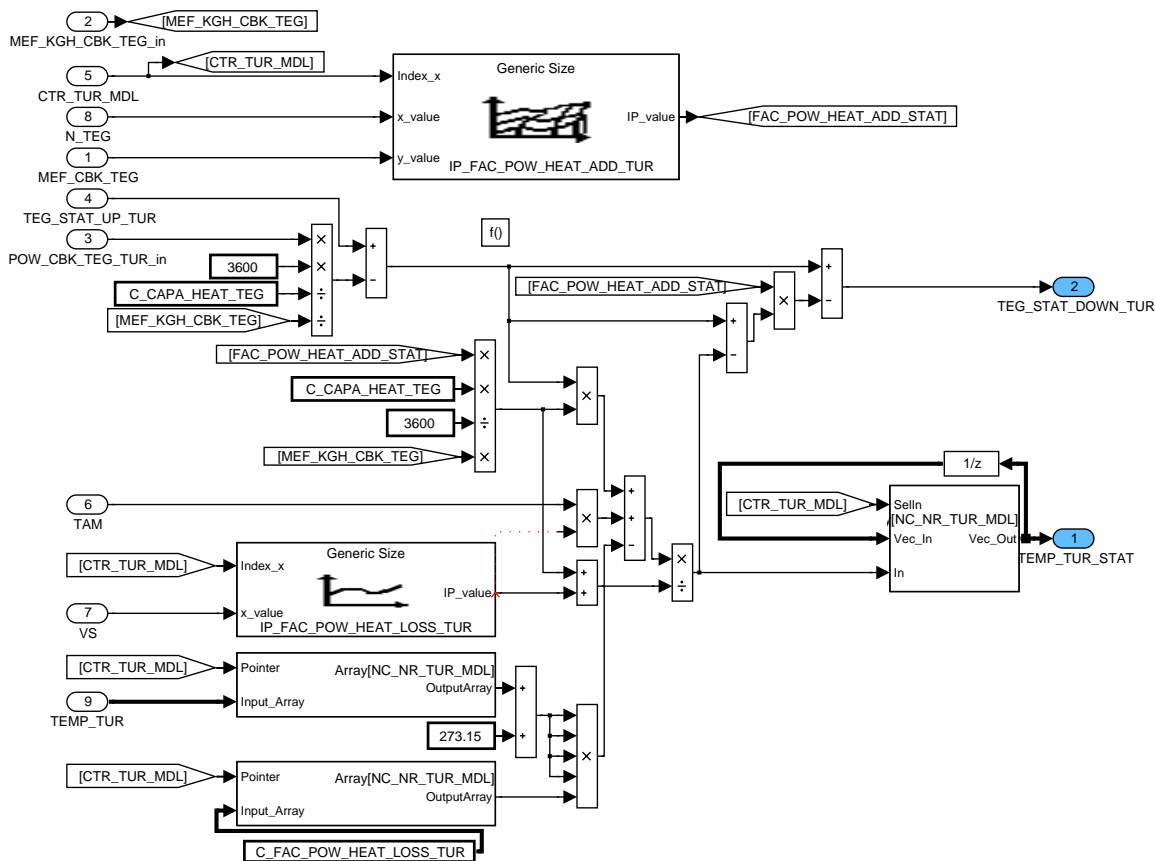 2
MEF_KGH_CBK_TEG_in
[MEF_KGH_CBK_TEG]
5
CTR_TUR_MDL
[CTR_TUR_MDL]
8
N_TEG
1
MEF_CBK_TEG
Generic Size
Index_x
x_value
y_value
IP_value
IP_FAC_POW_HEAT_ADD_TUR
[FAC_POW_HEAT_ADD_STAT]
4
TEG_STAT_UP_TUR
3
POW_CBK_TEG_TUR_in
3600
C_CAPA_HEAT_TEG
[MEF_KGH_CBK_TEG]
×
×
÷
÷
+
−
f()
[FAC_POW_HEAT_ADD_STAT]
+
−
×
+
−
2
TEG_STAT_DOWN_TUR
[FAC_POW_HEAT_ADD_STAT]
C_CAPA_HEAT_TEG
3600
[MEF_KGH_CBK_TEG]
×
×
÷
×
×
6
TAM
×
+
+
−
+
+
×
÷
1/z
[CTR_TUR_MDL]
SelIn
[NC_NR_TUR_MDL]
Vec_In
Vec_Out
In
1
TEMP_TUR_STAT
[CTR_TUR_MDL]
7
VS
Generic Size
Index_x
x_value
IP_value
IP_FAC_POW_HEAT_LOSS_TUR
[CTR_TUR_MDL]
9
TEMP_TUR
Pointer
Input_Array
Array[NC_NR_TUR_MDL]
OutputArray
273.15
+
+
×
[CTR_TUR_MDL]
Pointer
Input_Array
Array[NC_NR_TUR_MDL]
OutputArray
C_FAC_POW_HEAT_LOSS_TUR